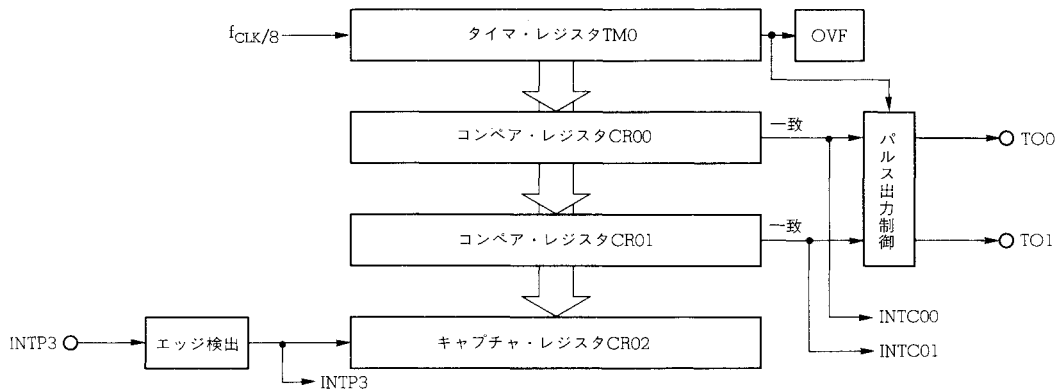 fCLK/8
タイマ・レジスタTM0
OVF
コンペア・レジスタCR00
一致
パルス出力制御
TO0
コンペア・レジスタCR01
一致
TO1
INTC00
INTC01
INTP3
エッジ検出
キャプチャ・レジスタCR02
INTP3